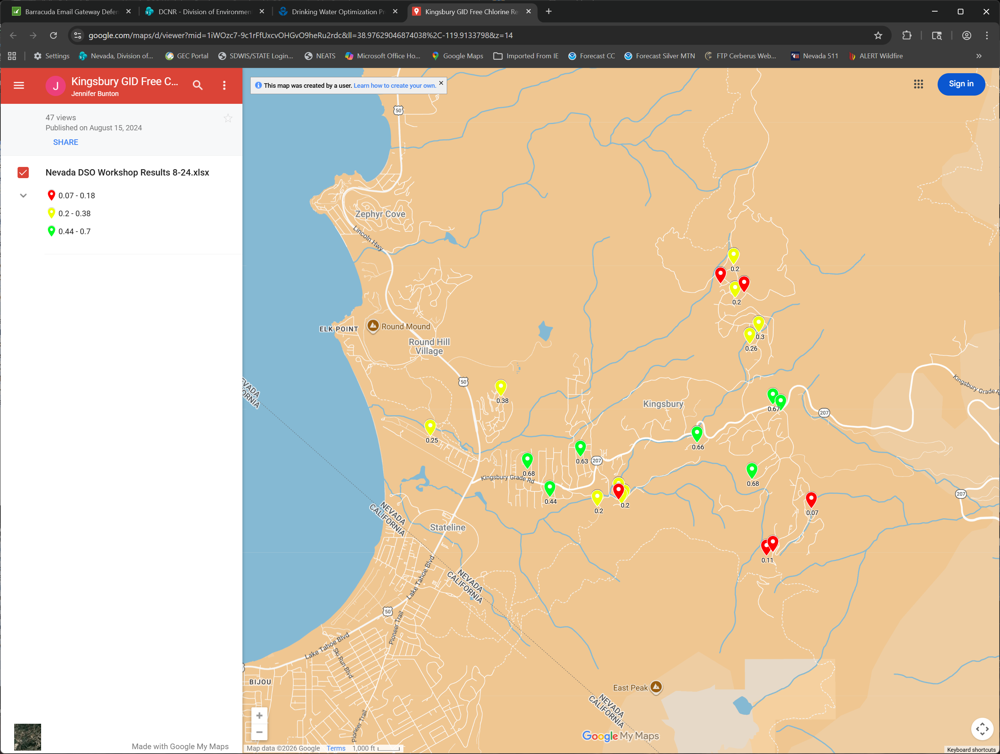 Barracuda Email Gateway Defen
DCNR - Division of Environmen
Drinking Water Optimization Pr
Kingsbury GID Free Chlorine Re
google.com/maps/d/viewer?mid=1iWOzc7-9c1rFfUxcvOHGvO9heRu2rdc&ll=38.97629046874038%2C-119.9133798&z=14
Settings
Nevada, Division of...
GEC Portal
SDWIS/STATE Login...
NEATS
Microsoft Office Ho...
Google Maps
Imported From IE
Forecast CC
Forecast Silver MTN
FTP Cerberus Web...
Nevada 511
ALERT Wildfire
J
Kingsbury GID Free C...
Jennifer Bunton
47 views
Published on August 15, 2024
SHARE
Nevada DSO Workshop Results 8-24.xlsx
0.07 - 0.18
0.2 - 0.38
0.44 - 0.7
Made with Google My Maps
This map was created by a user. Learn how to create your own.
Sign in
50
Zephyr Cove
Lincoln Hwy
0.2
0.2
ELK POINT
Round Mound
Round Hill
Village
0.3
0.26
50
0.38
Kingsbury
0.67
207
Kingsbury Grade R
NEVADA
CALIFORNIA
0.25
0.66
0.63
207
0.68
Kingsbury Grade Rd
0.44
0.68
0.2
0.2
0.07
207
NEVADA
CALIFORNIA
Stateline
0.11
Lake Tahoe Blvd
NEVADA
CALIFORNIA
50
Pioneer Trail
Lake Tahoe Blvd
Ski Run Blvd
BIJOU
East Peak
NEVADA
CALIFORNIA
Pioneer Trail
Google My Maps
Map data ©2026 Google
Terms
1,000 ft
Keyboard shortcuts